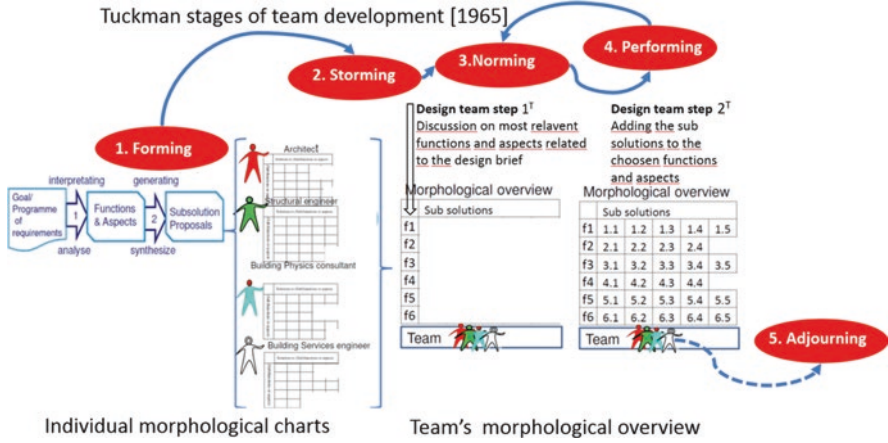 Tuckman stages of team development [1965]
4. Performing
3.Norming
2. Storming
1. Forming
Design team step 1ᵀ
Discussion on most relavent
functions and aspects related
to the design brief
Design team step 2ᵀ
Adding the sub
solutions to the
choosen functions
and aspects
interpretating
generating
Goal/
Programme
of
requirements
1
Functions
& Aspects
2
Subsolution
Proposals
analyse
synthesize
Architect
Structural engineer
Building Physics consultant
Building Services engineer
Morphological overview
Sub solutions
f1
f2
f3
f4
f5
f6
Team
Morphological overview
Sub solutions
f1 1.1 1.2 1.3 1.4 1.5
f2 2.1 2.2 2.3 2.4
f3 3.1 3.2 3.3 3.4 3.5
f4 4.1 4.2 4.3 4.4
f5 5.1 5.2 5.3 5.4 5.5
f6 6.1 6.2 6.3 6.4 6.5
Team
5. Adjourning
Individual morphological charts
Team's morphological overview